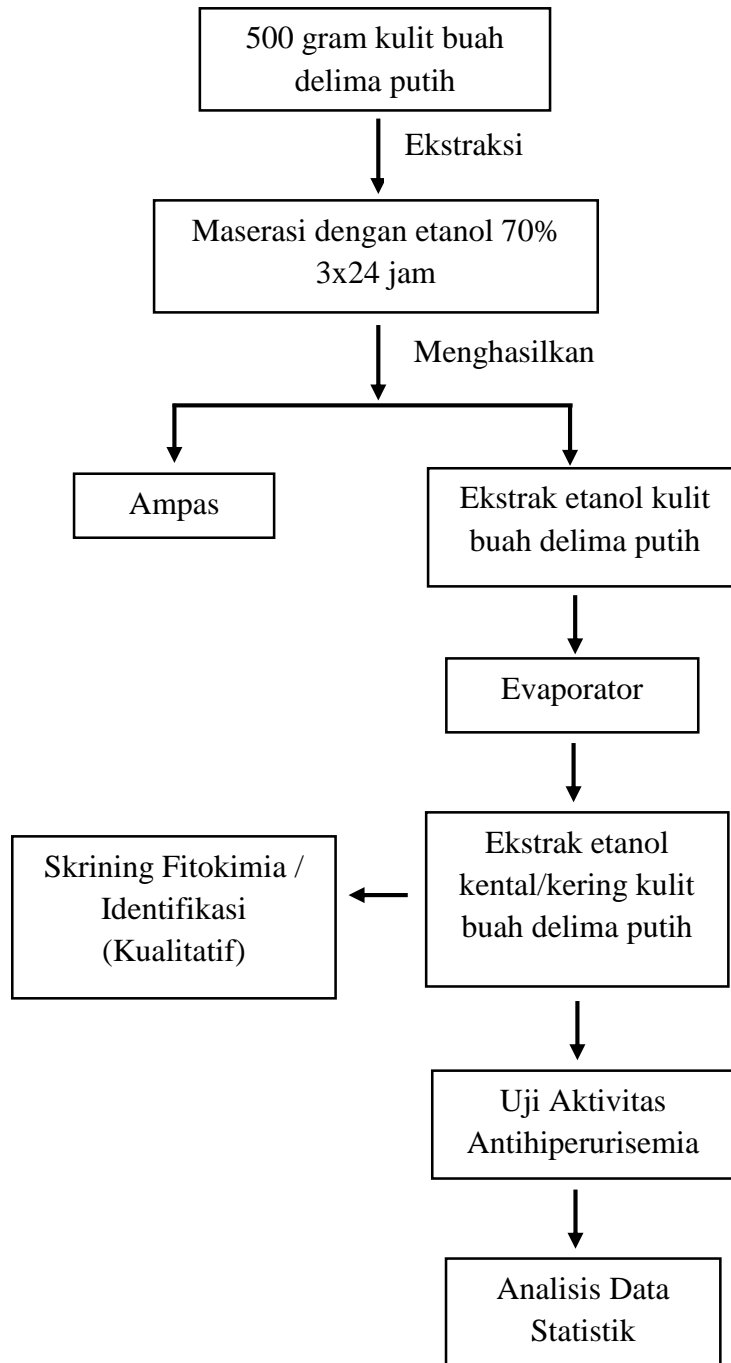 500 gram kulit buah
delima putih
Ekstraksi
Maserasi dengan etanol 70%
3x24 jam
Menghasilkan
Ampas
Ekstrak etanol kulit
buah delima putih
Evaporator
Skrining Fitokimia /
Identifikasi
(Kualitatif)
Ekstrak etanol
kental/kering kulit
buah delima putih
Uji Aktivitas
Antihiperurisemia
Analisis Data
Statistik